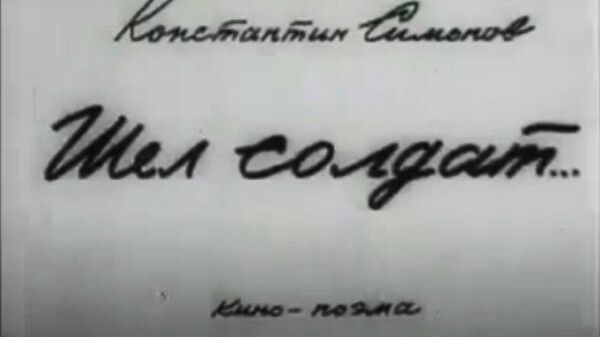 Константин Симонов
Шел солдат...
кино-поэма